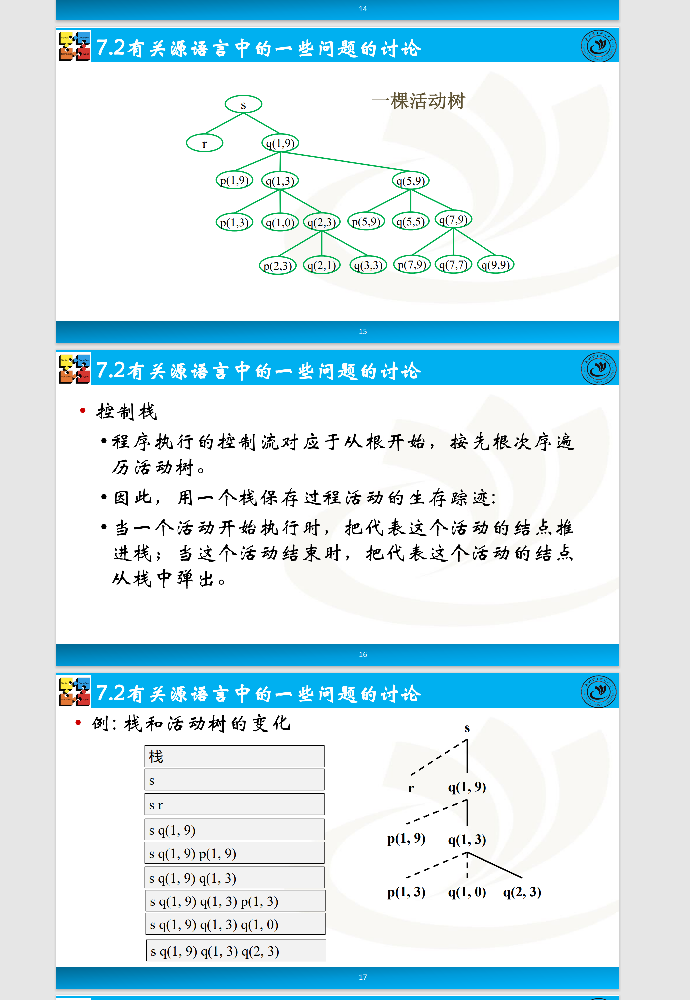 14
Syntax CodeGen
Semantics Types
7.2有关源语言中的一些问题的讨论
一棵活动树
s
r q(1,9)
p(1,9) q(1,3) q(5,9)
p(1,3) q(1,0) q(2,3) p(5,9) q(5,5) q(7,9)
p(2,3) q(2,1) q(3,3) p(7,9) q(7,7) q(9,9)
15
Syntax CodeGen
Semantics Types
7.2有关源语言中的一些问题的讨论
• 控制栈
•程序执行的控制流对应于从根开始，按先根次序遍
历活动树。
•因此，用一个栈保存过程活动的生存踪迹:
•当一个活动开始执行时，把代表这个活动的结点推
进栈；当这个活动结束时，把代表这个活动的结点
从栈中弹出。
16
Syntax CodeGen
Semantics Types
7.2有关源语言中的一些问题的讨论
• 例: 栈和活动树的变化
栈
s
s r
s q(1, 9)
s q(1, 9) p(1, 9)
s q(1, 9) q(1, 3)
s q(1, 9) q(1, 3) p(1, 3)
s q(1, 9) q(1, 3) q(1, 0)
s q(1, 9) q(1, 3) q(2, 3)
s
r q(1, 9)
p(1, 9) q(1, 3)
p(1, 3) q(1, 0) q(2, 3)
17